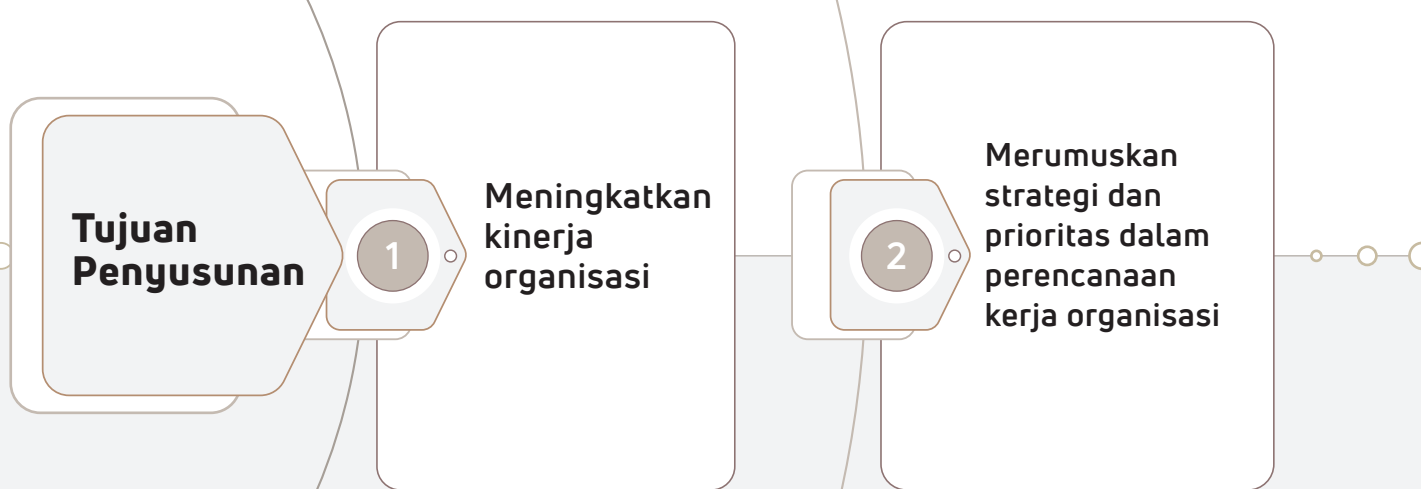 Tujuan
Penyusunan
1
Meningkatkan
kinerja
organisasi
2
Merumuskan
strategi dan
prioritas dalam
perencanaan
kerja organisasi